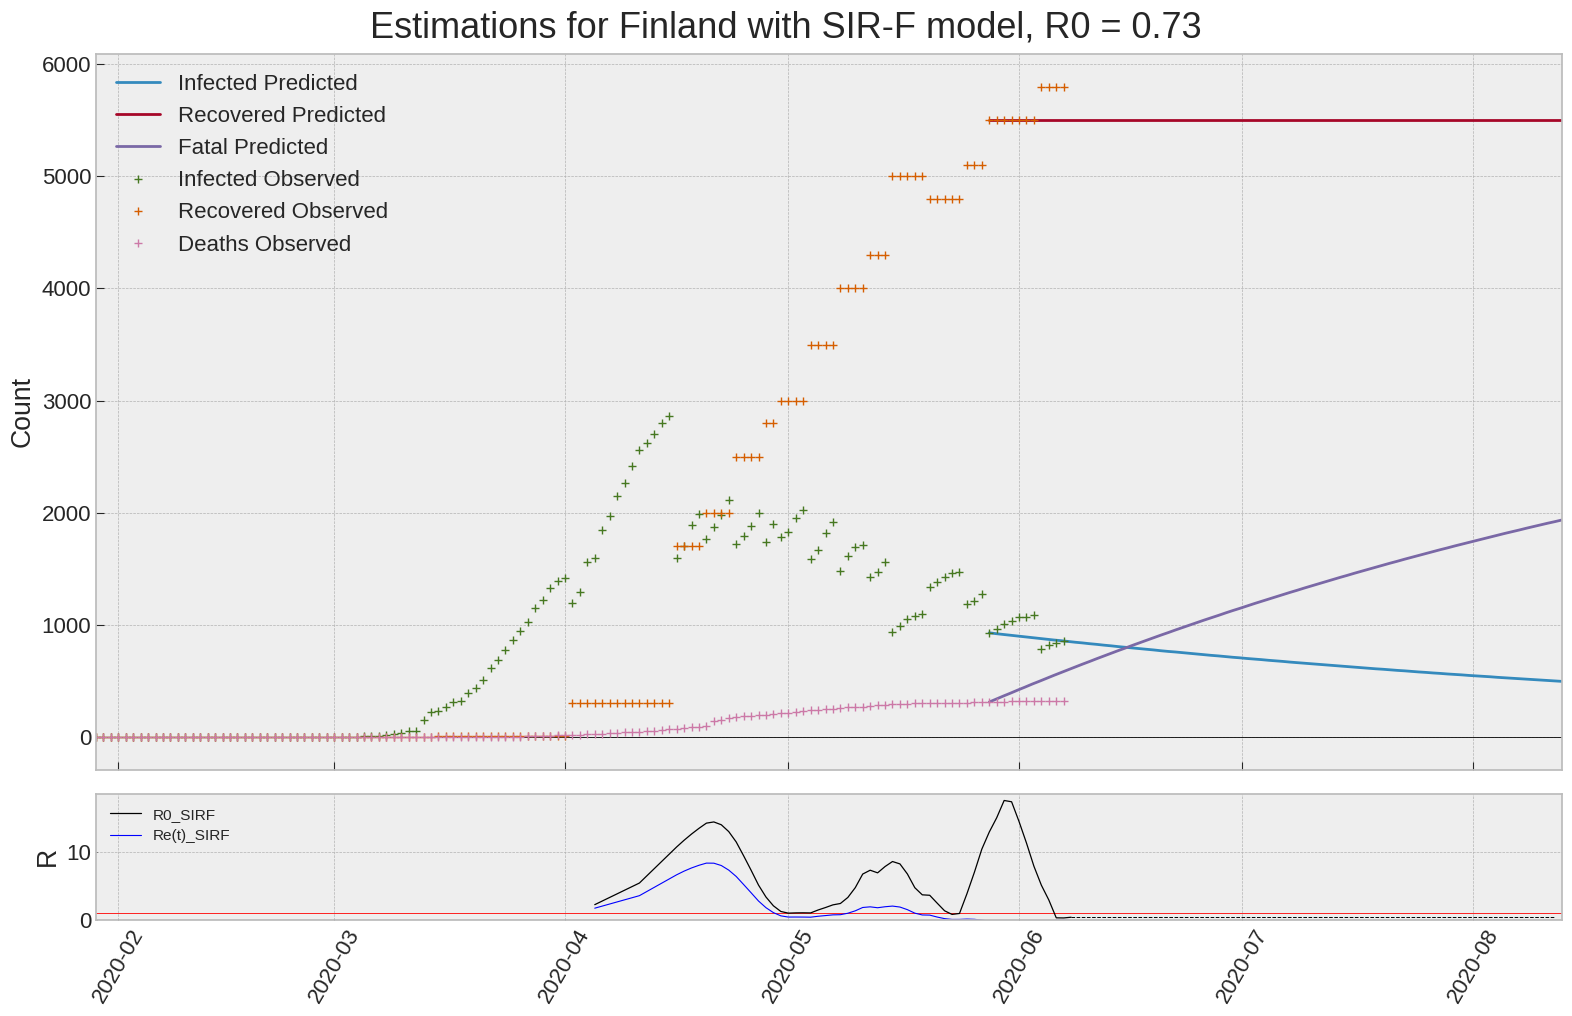 Estimations for Finland with SIR-F model, R0 = 0.73
6000
5000
4000
3000
2000
1000
0
Count
Infected Predicted
Recovered Predicted
Fatal Predicted
Infected Observed
Recovered Observed
Deaths Observed
R0_SIRF
Re(t)_SIRF
10
0
R
2020-02
2020-03
2020-04
2020-05
2020-06
2020-07
2020-08